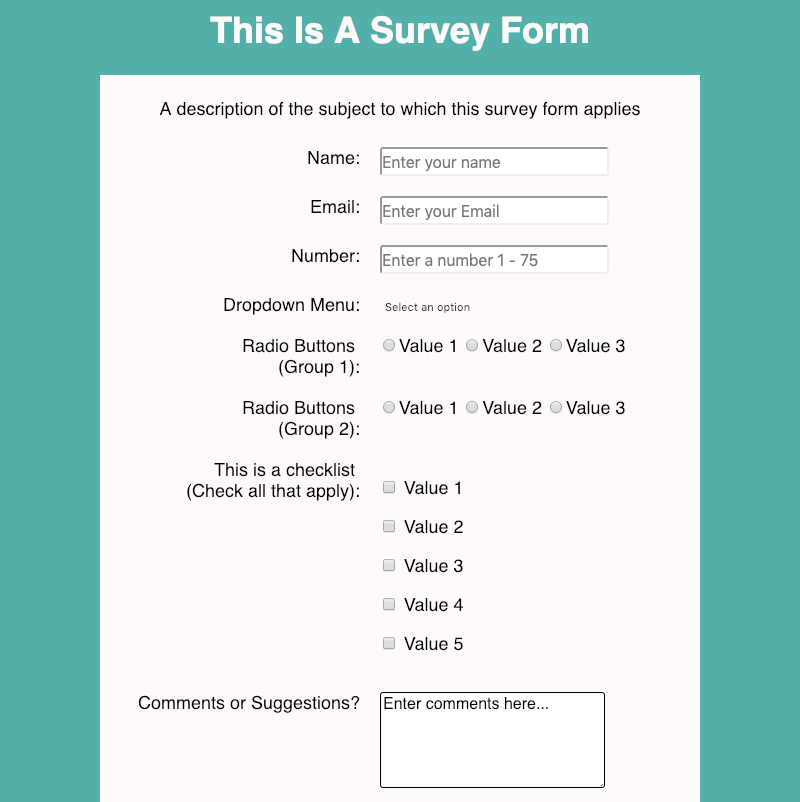 This Is A Survey Form
A description of the subject to which this survey form applies
Name: Enter your name
Email: Enter your Email
Number: Enter a number 1 - 75
Dropdown Menu: Select an option
Radio Buttons Value 1 Value 2 Value 3
(Group 1):
Radio Buttons Value 1 Value 2 Value 3
(Group 2):
This is a checklist
(Check all that apply): Value 1
Value 2
Value 3
Value 4
Value 5
Comments or Suggestions? Enter comments here...